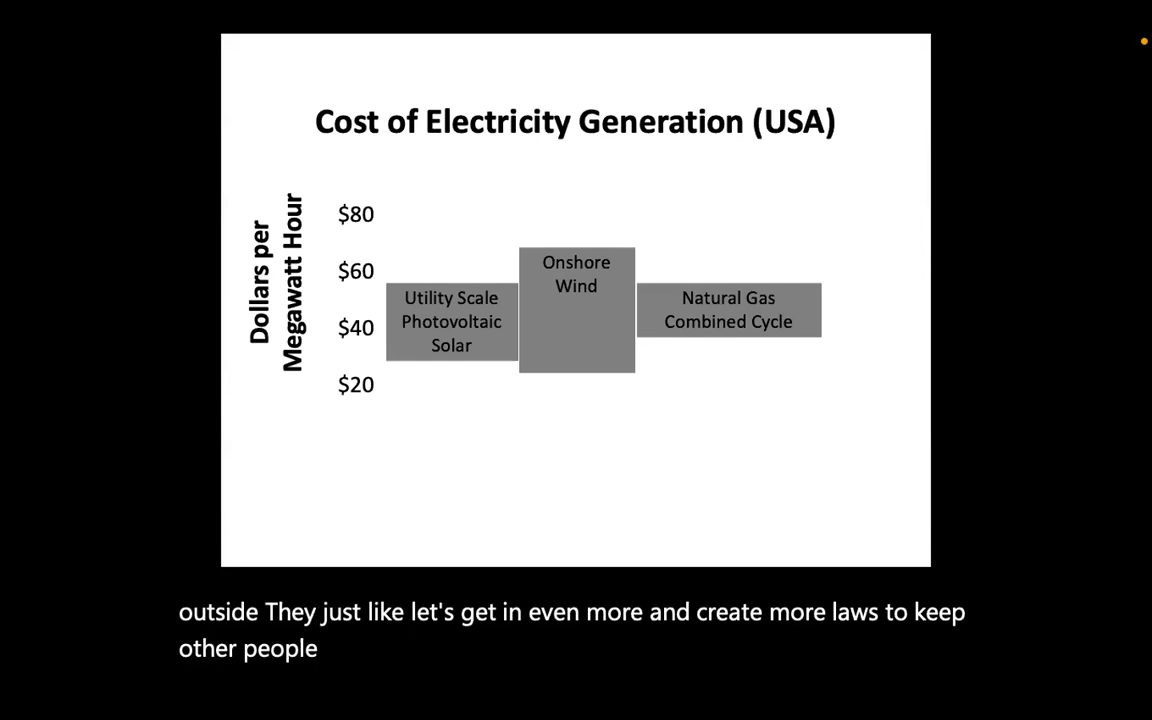 Cost of Electricity Generation (USA)
Dollars per
Megawatt Hour
$80
$60
$40
$20
Utility Scale
Photovoltaic
Solar
Onshore
Wind
Natural Gas
Combined Cycle
outside They just like let's get in even more and create more laws to keep
other people